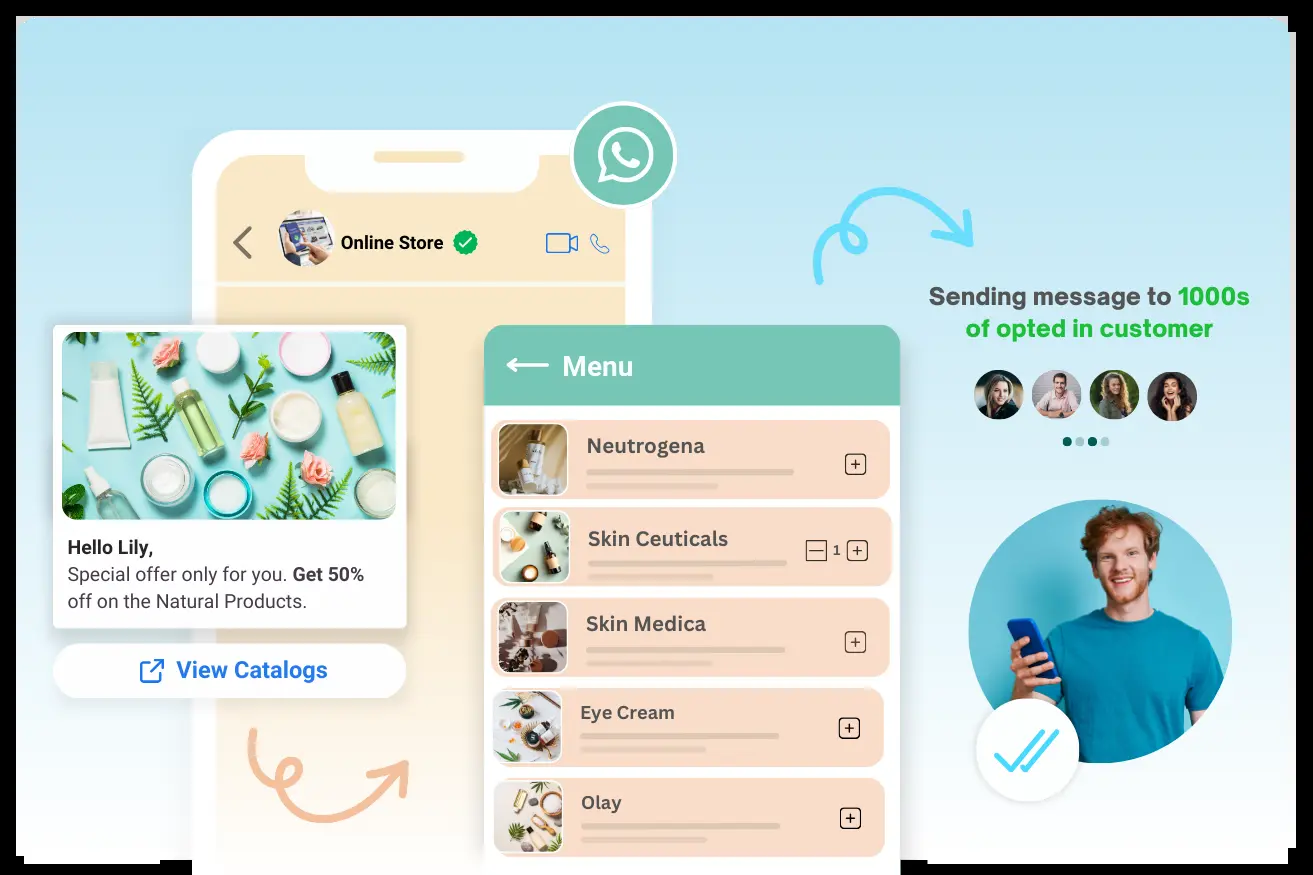 Online Store
Sending message to 1000s
of opted in customer
Hello Lily,
Special offer only for you. Get 50%
off on the Natural Products.
View Catalogs
Menu
Neutrogena
Skin Ceuticals
1
Skin Medica
Eye Cream
Olay